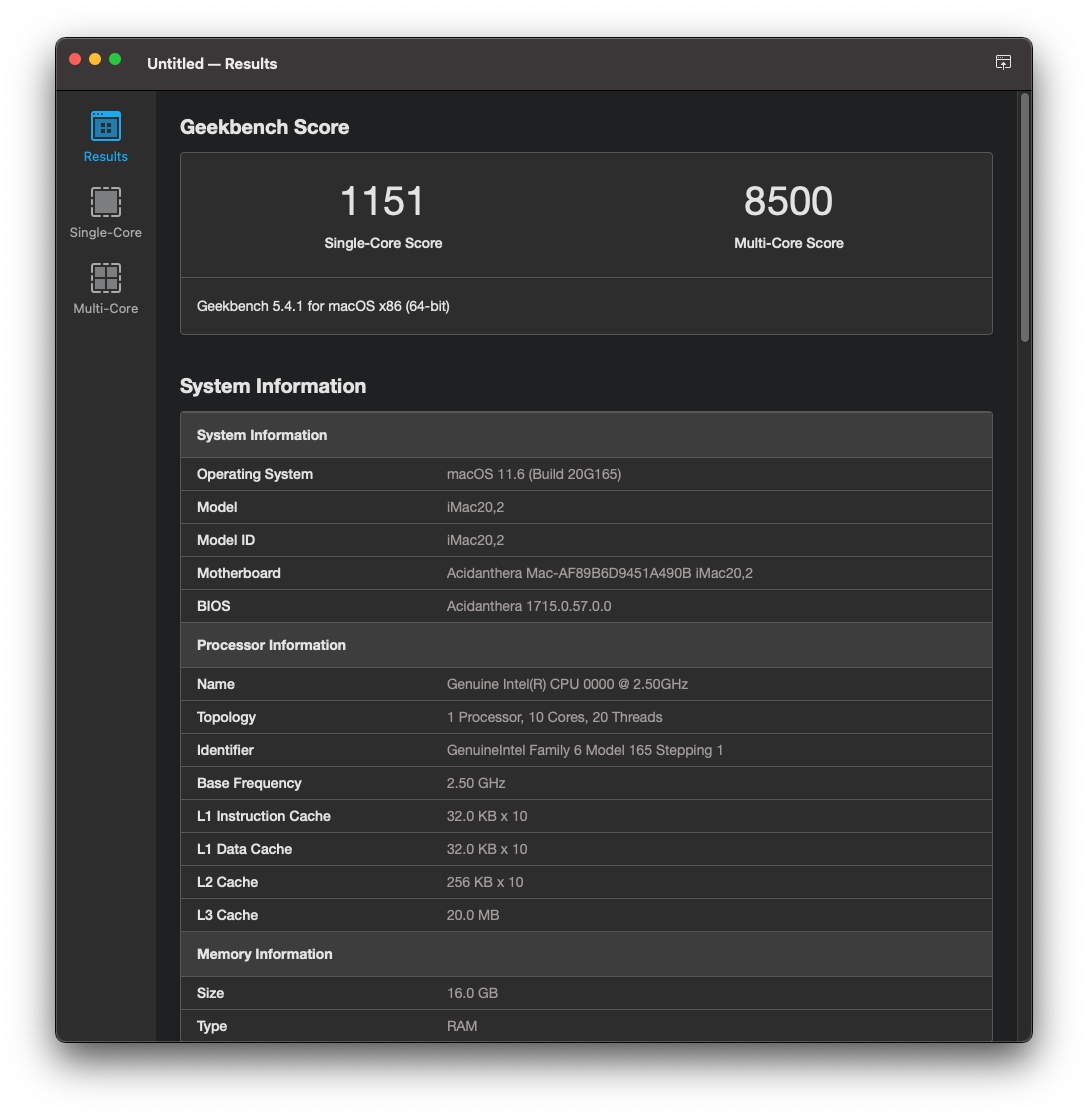 Untitled — Results
Results
Single-Core
Multi-Core
Geekbench Score
1151 8500
Single-Core Score Multi-Core Score
Geekbench 5.4.1 for macOS x86 (64-bit)
System Information
System Information
Operating System macOS 11.6 (Build 20G165)
Model iMac20,2
Model ID iMac20,2
Motherboard Acidanthera Mac-AF89B6D9451A490B iMac20,2
BIOS Acidanthera 1715.0.57.0.0
Processor Information
Name Genuine Intel(R) CPU 0000 @ 2.50GHz
Topology 1 Processor, 10 Cores, 20 Threads
Identifier GenuineIntel Family 6 Model 165 Stepping 1
Base Frequency 2.50 GHz
L1 Instruction Cache 32.0 KB x 10
L1 Data Cache 32.0 KB x 10
L2 Cache 256 KB x 10
L3 Cache 20.0 MB
Memory Information
Size 16.0 GB
Type RAM